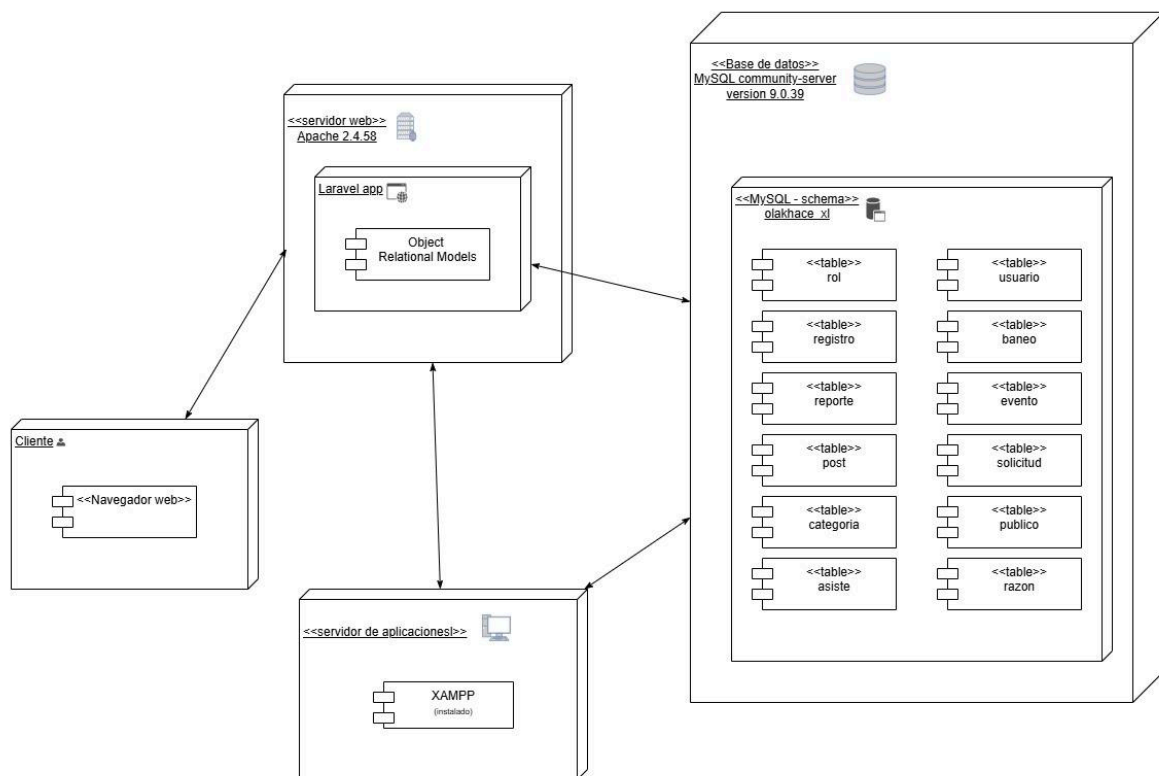 <<Base de datos>>
MySQL community-server
version 9.0.39
<<servidor web>>
Apache 2.4.58
Laravel app
Object
Relational Models
<<MySQL - schema>>
olakhace_xl
<<table>>
rol
<<table>>
usuario
<<table>>
registro
<<table>>
baneo
<<table>>
reporte
<<table>>
evento
<<table>>
post
<<table>>
solicitud
<<table>>
categoria
<<table>>
publico
<<table>>
asiste
<<table>>
razon
Cliente
<<Navegador web>>
<<servidor de aplicacionesl>>
XAMPP
(instalado)